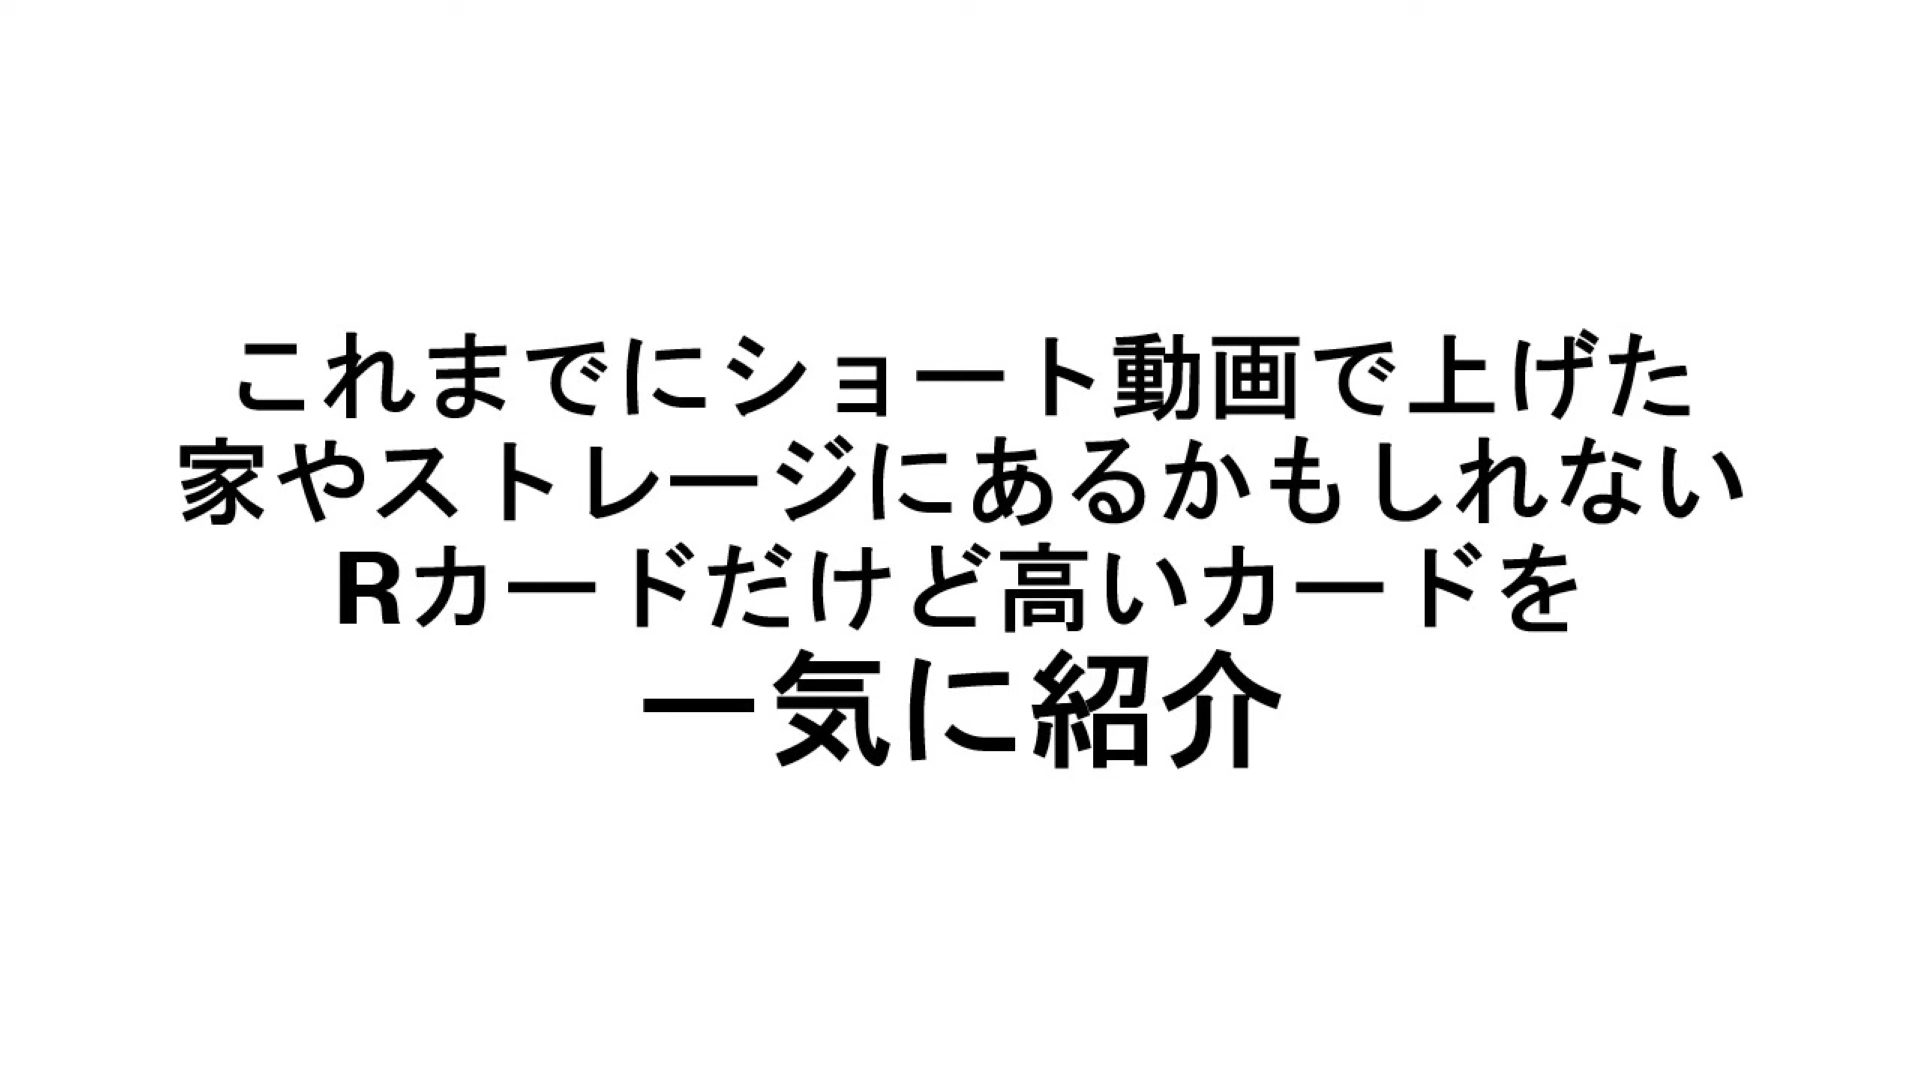 これまでにショート動画で上げた
家やストレージにあるかもしれない
Rカードだけど高いカードを
一気に紹介